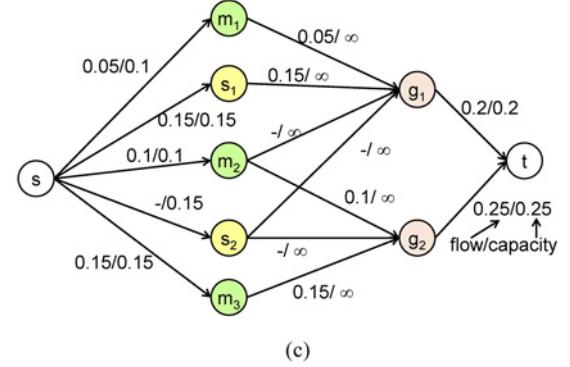 m1
0.05/ ∞
0.05/0.1
s1
0.15/ ∞
g1
0.2/0.2
0.15/0.15
-/ ∞
-/ ∞
0.1/0.1
m2
t
s
0.1/ ∞
-/0.15
0.25/0.25
s2
g2
-/ ∞
flow/capacity
0.15/0.15
m3
0.15/ ∞
(c)